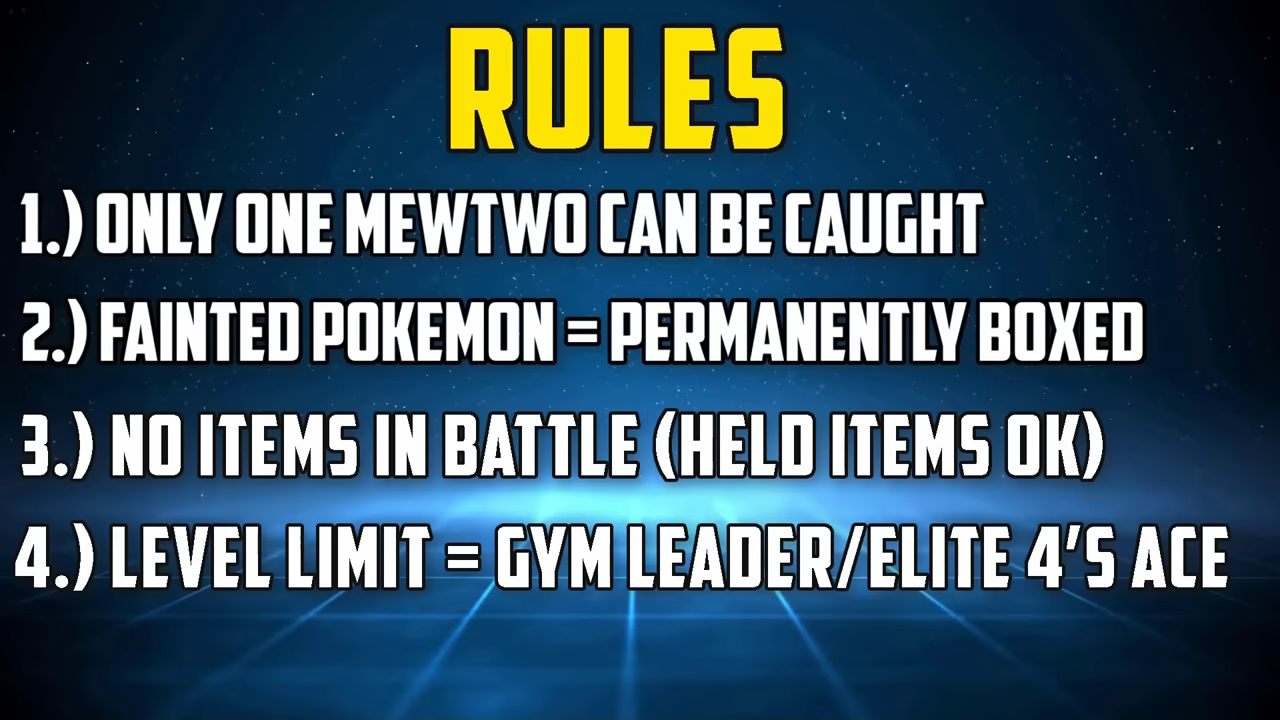 RULES
1.) ONLY ONE MEWTWO CAN BE CAUGHT
2.) FAINTED POKEMON = PERMANENTLY BOXED
3.) NO ITEMS IN BATTLE (HELD ITEMS OK)
4.) LEVEL LIMIT = GYM LEADER/ELITE 4'S ACE